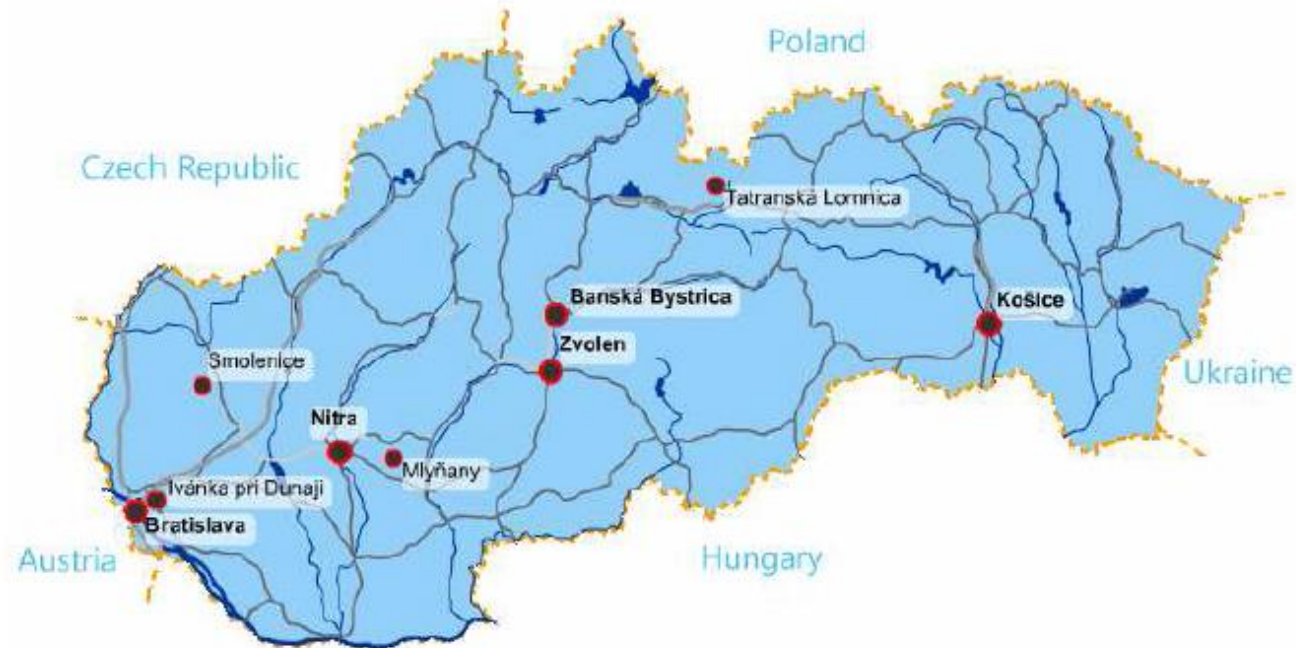 Poland
Czech Republic
Tatranská Lomnica
Banská Bystrica
Košice
Zvolen
Smolenice
Ukraine
Nitra
Mlyňany
Ivánka pri Dunaji
Bratislava
Austria
Hungary